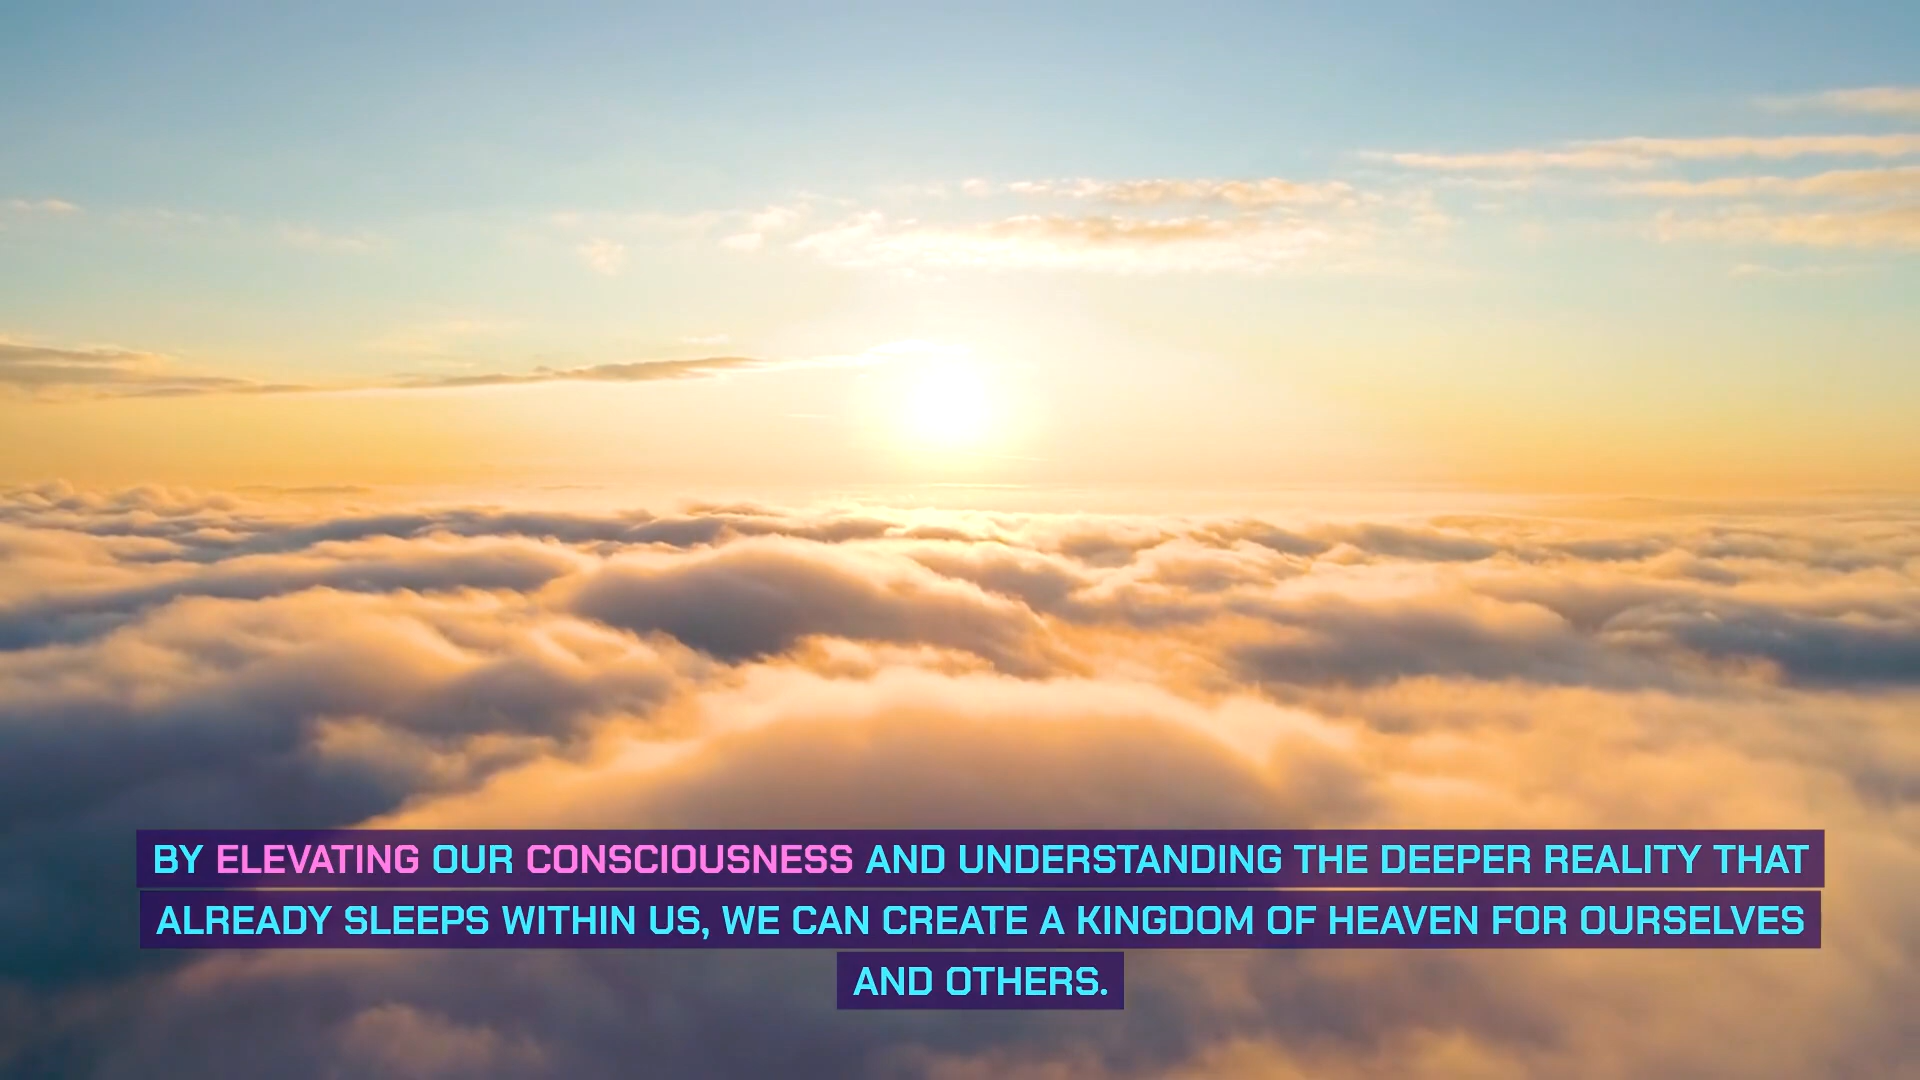 BY ELEVATING OUR CONSCIOUSNESS AND UNDERSTANDING THE DEEPER REALITY THAT
ALREADY SLEEPS WITHIN US, WE CAN CREATE A KINGDOM OF HEAVEN FOR OURSELVES
AND OTHERS.